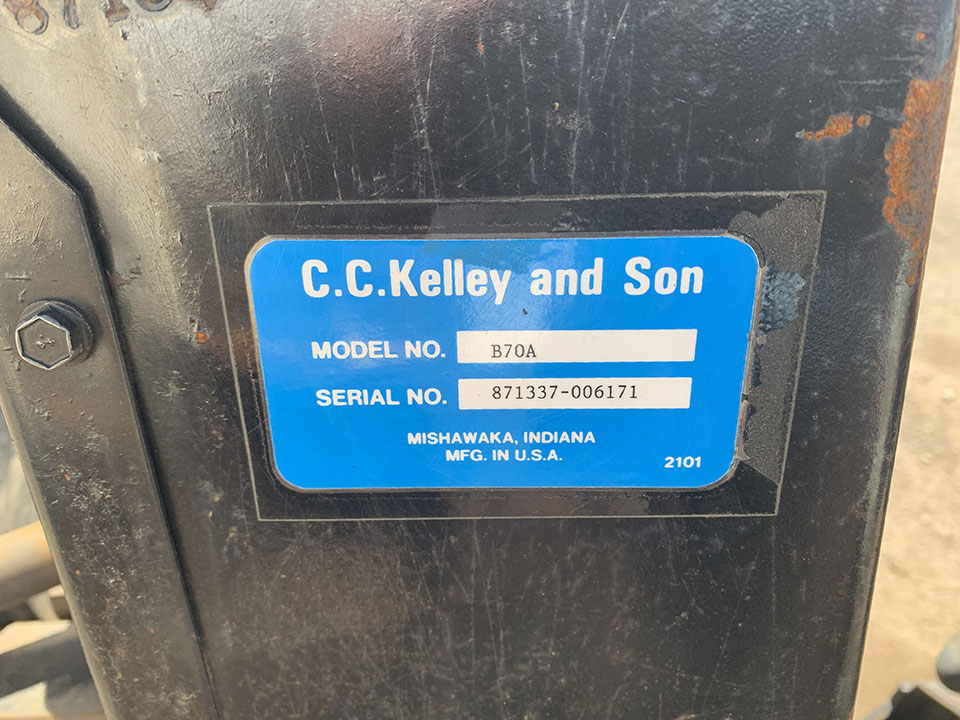 C.C.Kelley and Son
MODEL NO. B70A
SERIAL NO. 871337-006171
MISHAWAKA, INDIANA
MFG. IN U.S.A.
2101